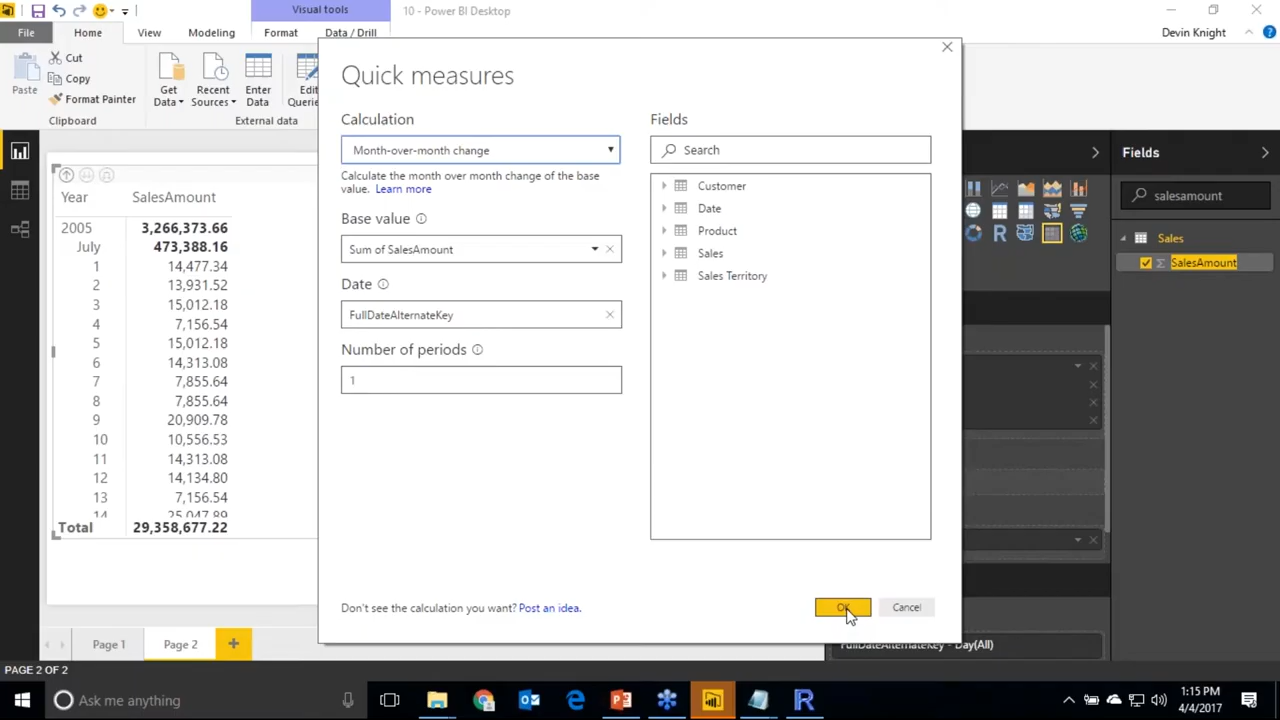 Visual tools
10 - Power BI Desktop
File
Home
View
Modeling
Format
Data / Drill
Devin Knight
Paste
Cut
Copy
Format Painter
Clipboard
Get
Data
Recent
Sources
Enter
Data
Edit
Queries
External data
Year
SalesAmount
2005
3,266,373.66
July
473,388.16
1
14,477.34
2
13,931.52
3
15,012.18
4
7,156.54
5
15,012.18
6
14,313.08
7
7,855.64
8
7,855.64
9
20,909.78
10
10,556.53
11
14,313.08
12
14,134.80
13
7,156.54
14
25,047.89
Total
29,358,677.22
Quick measures
Calculation
Month-over-month change
Calculate the month over month change of the base
value. Learn more
Base value
Sum of SalesAmount
Date
FullDateAlternateKey
Number of periods
1
Fields
Search
Customer
Date
Product
Sales
Sales Territory
Don't see the calculation you want? Post an idea.
OK
Cancel
Fields
salesamount
Sales
SalesAmount
FullDateAlternateKey - Day(All)
Page 1
Page 2
PAGE 2 OF 2
Ask me anything
1:15 PM
4/4/2017